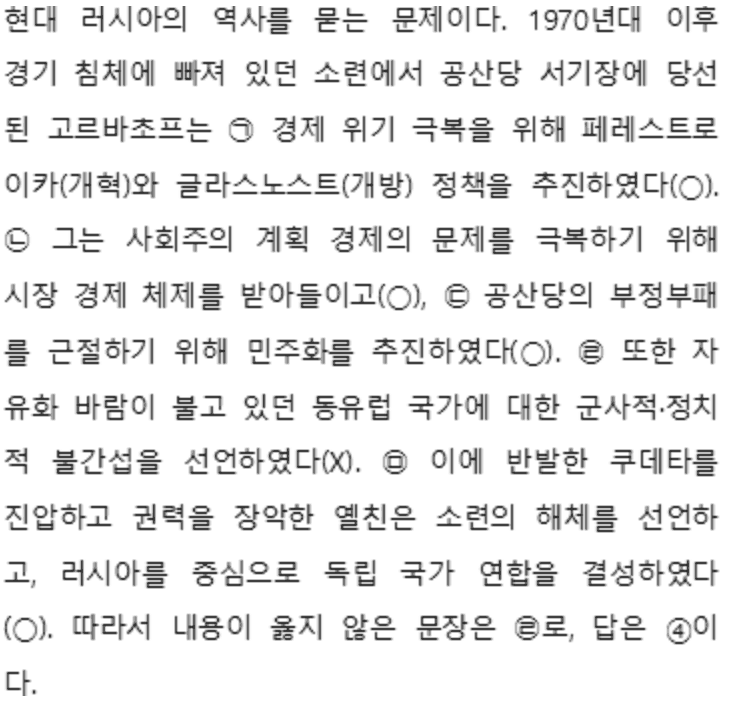 현대 러시아의 역사를 묻는 문제이다. 1970년대 이후
경기 침체에 빠져 있던 소련에서 공산당 서기장에 당선
된 고르바초프는 ㉠ 경제 위기 극복을 위해 페레스트로
이카(개혁)와 글라스노스트(개방) 정책을 추진하였다(○).
㉡ 그는 사회주의 계획 경제의 문제를 극복하기 위해
시장 경제 체제를 받아들이고(○), ㉢ 공산당의 부정부패
를 근절하기 위해 민주화를 추진하였다(○). ㉣ 또한 자
유화 바람이 불고 있던 동유럽 국가에 대한 군사적·정치
적 불간섭을 선언하였다(X). ㉤ 이에 반발한 쿠데타를
진압하고 권력을 장악한 옐친은 소련의 해체를 선언하
고, 러시아를 중심으로 독립 국가 연합을 결성하였다
(○). 따라서 내용이 옳지 않은 문장은 ㉣로, 답은 ④이
다.